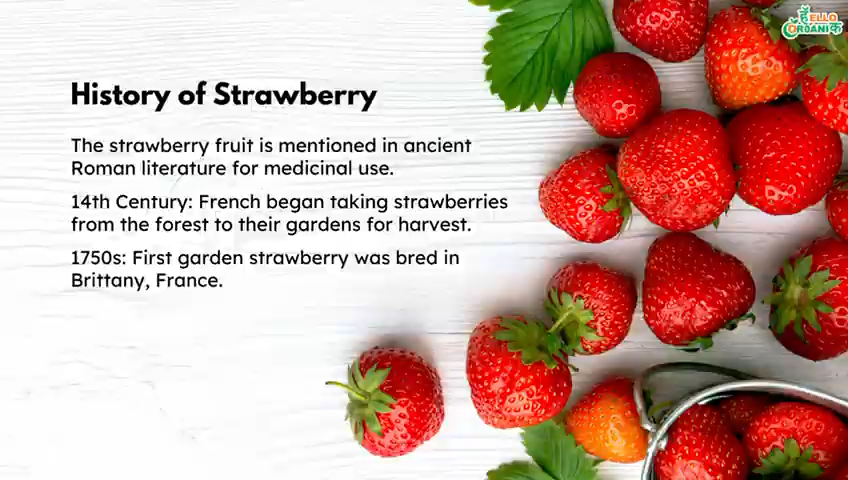 हैELLO
ORGANIक
History of Strawberry
The strawberry fruit is mentioned in ancient
Roman literature for medicinal use.
14th Century: French began taking strawberries
from the forest to their gardens for harvest.
1750s: First garden strawberry was bred in
Brittany, France.